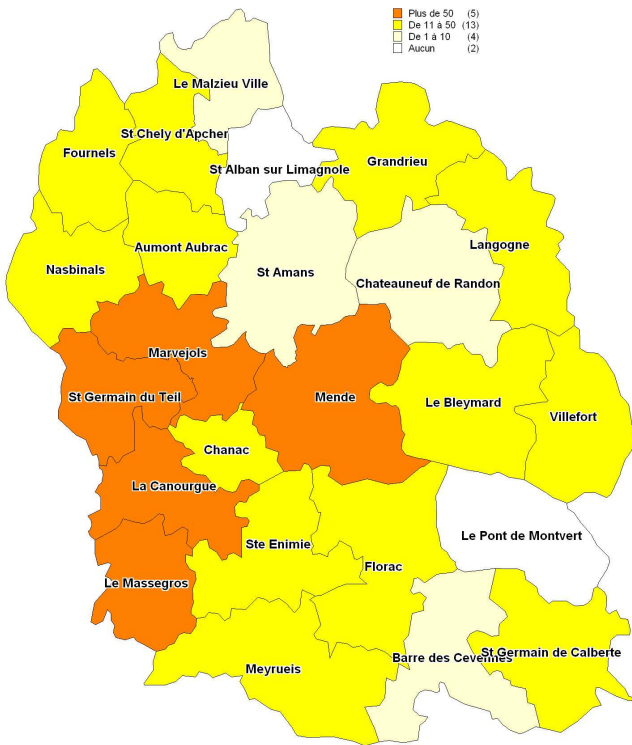 Plus de 50 (5)
De 11 à 50 (13)
De 1 à 10 (4)
Aucun (2)
Le Malzieu Ville
St Chely d'Apcher
Fournels
St Alban sur Limagnole
Grandrieu
Langogne
Aumont Aubrac
Nasbinals
St Amans
Chateauneuf de Randon
Marvejols
St Germain du Teil
Mende
Le Bleymard
Villefort
Chanac
La Canourgue
Le Pont de Montvert
Ste Enimie
Florac
Le Massegros
Barre des Cevennes
St Germain de Calberte
Meyrueis